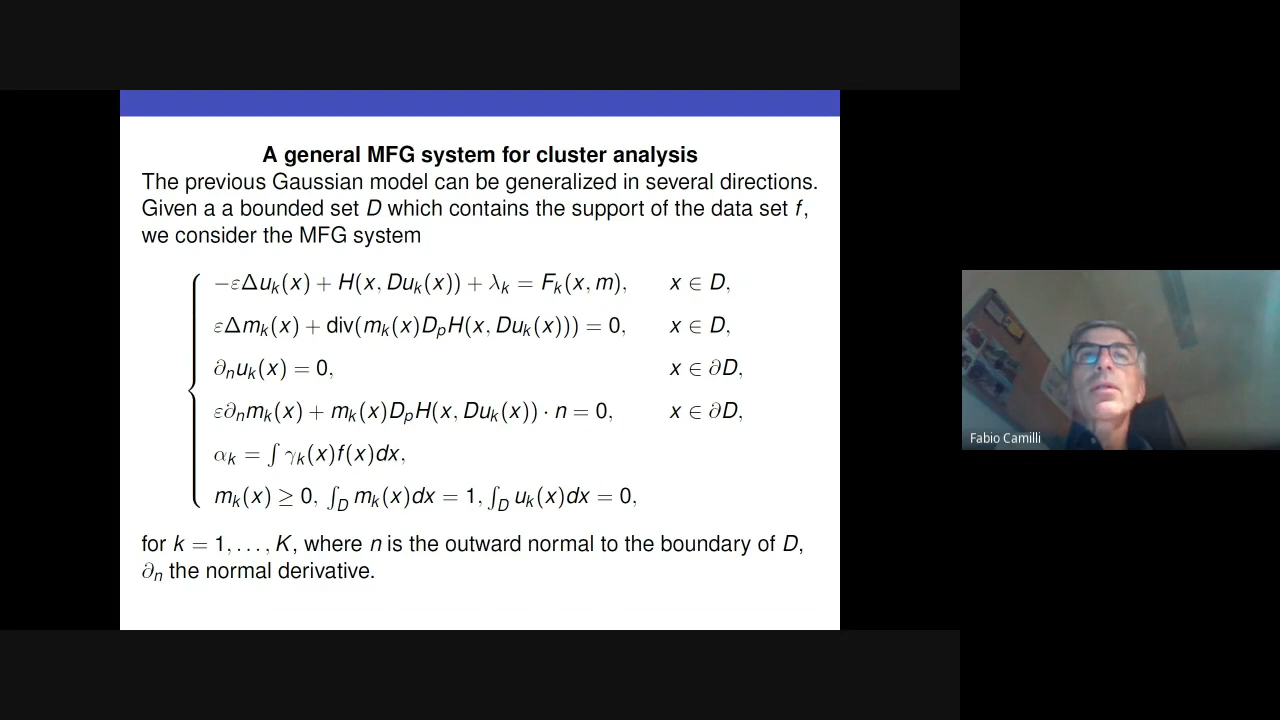 A general MFG system for cluster analysis
The previous Gaussian model can be generalized in several directions.
Given a a bounded set D which contains the support of the data set f,
we consider the MFG system
−εΔu_k(x) + H(x, Du_k(x)) + λ_k = F_k(x, m), x ∈ D,
εΔm_k(x) + div(m_k(x)D_pH(x, Du_k(x))) = 0, x ∈ D,
∂_nu_k(x) = 0, x ∈ ∂D,
ε∂_nm_k(x) + m_k(x)D_pH(x, Du_k(x)) · n = 0, x ∈ ∂D,
α_k = ∫ γ_k(x)f(x)dx,
m_k(x) ≥ 0, ∫_D m_k(x)dx = 1, ∫_D u_k(x)dx = 0,
for k = 1, . . . , K, where n is the outward normal to the boundary of D,
∂_n the normal derivative.
Fabio Camilli